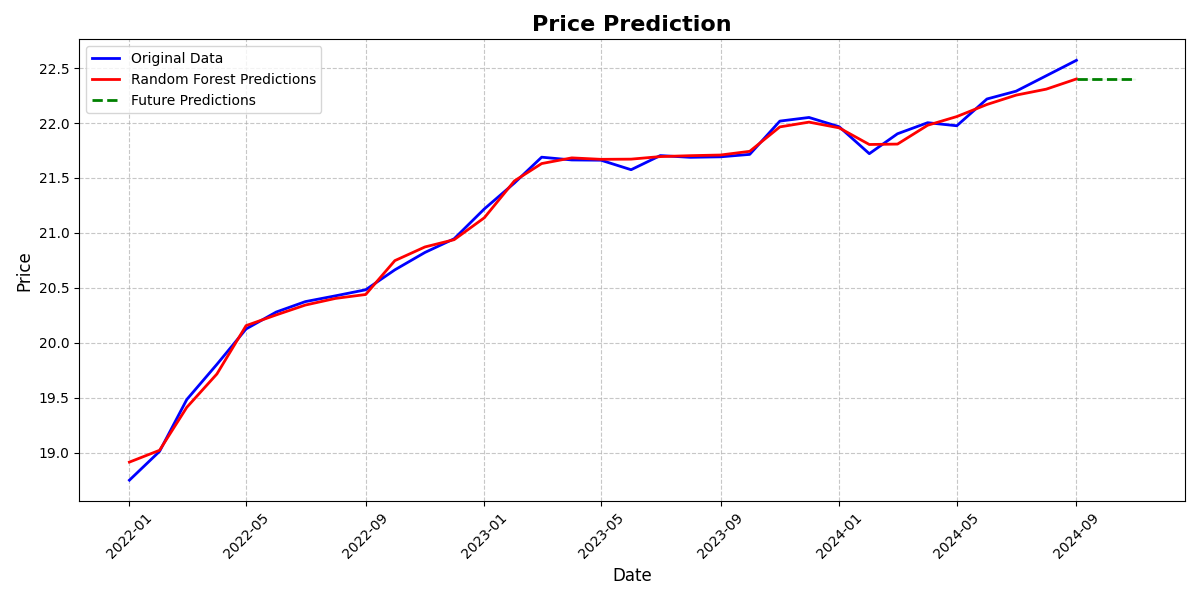 Price Prediction
Original Data
Random Forest Predictions
Future Predictions
Price
22.5
22.0
21.5
21.0
20.5
20.0
19.5
19.0
2022-01
2022-05
2022-09
2023-01
2023-05
2023-09
2024-01
2024-05
2024-09
Date